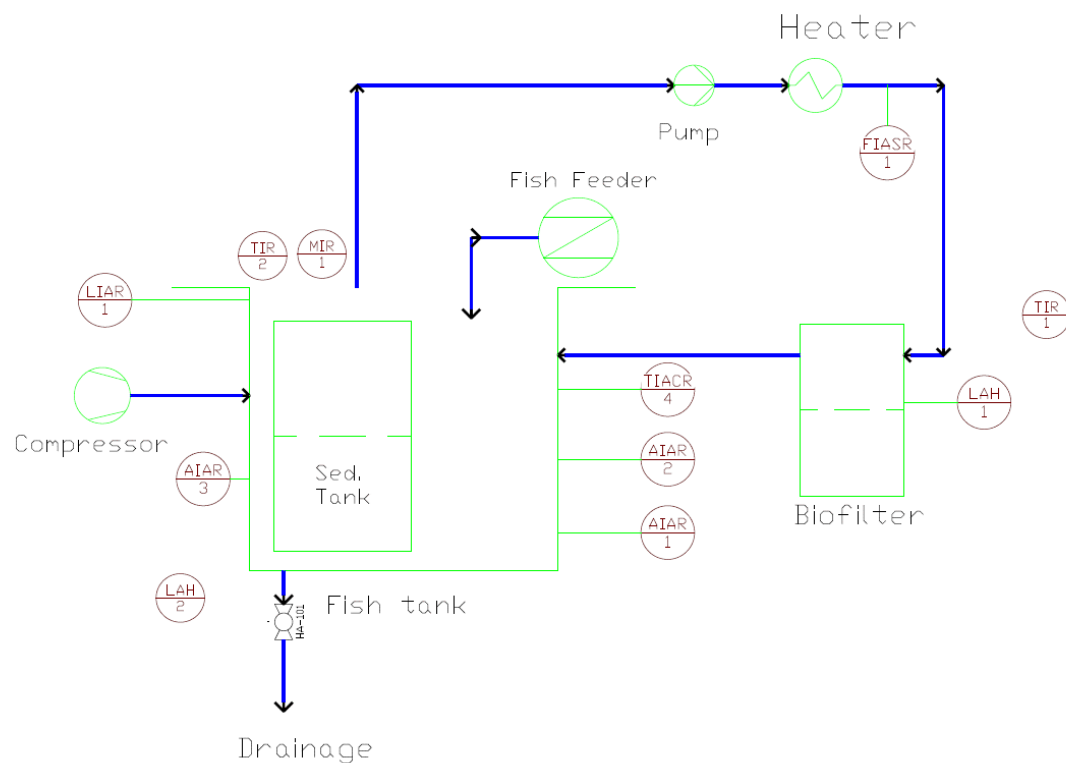 Heater
Pump
FIASR
1
Fish Feeder
TIR
2
MIR
1
LIAR
1
TIR
1
TIACR
4
LAH
1
Compressor
AIAR
2
AIAR
3
Sed.
Tank
Biofilter
AIAR
1
LAH
2
Fish tank
HA-101
Drainage